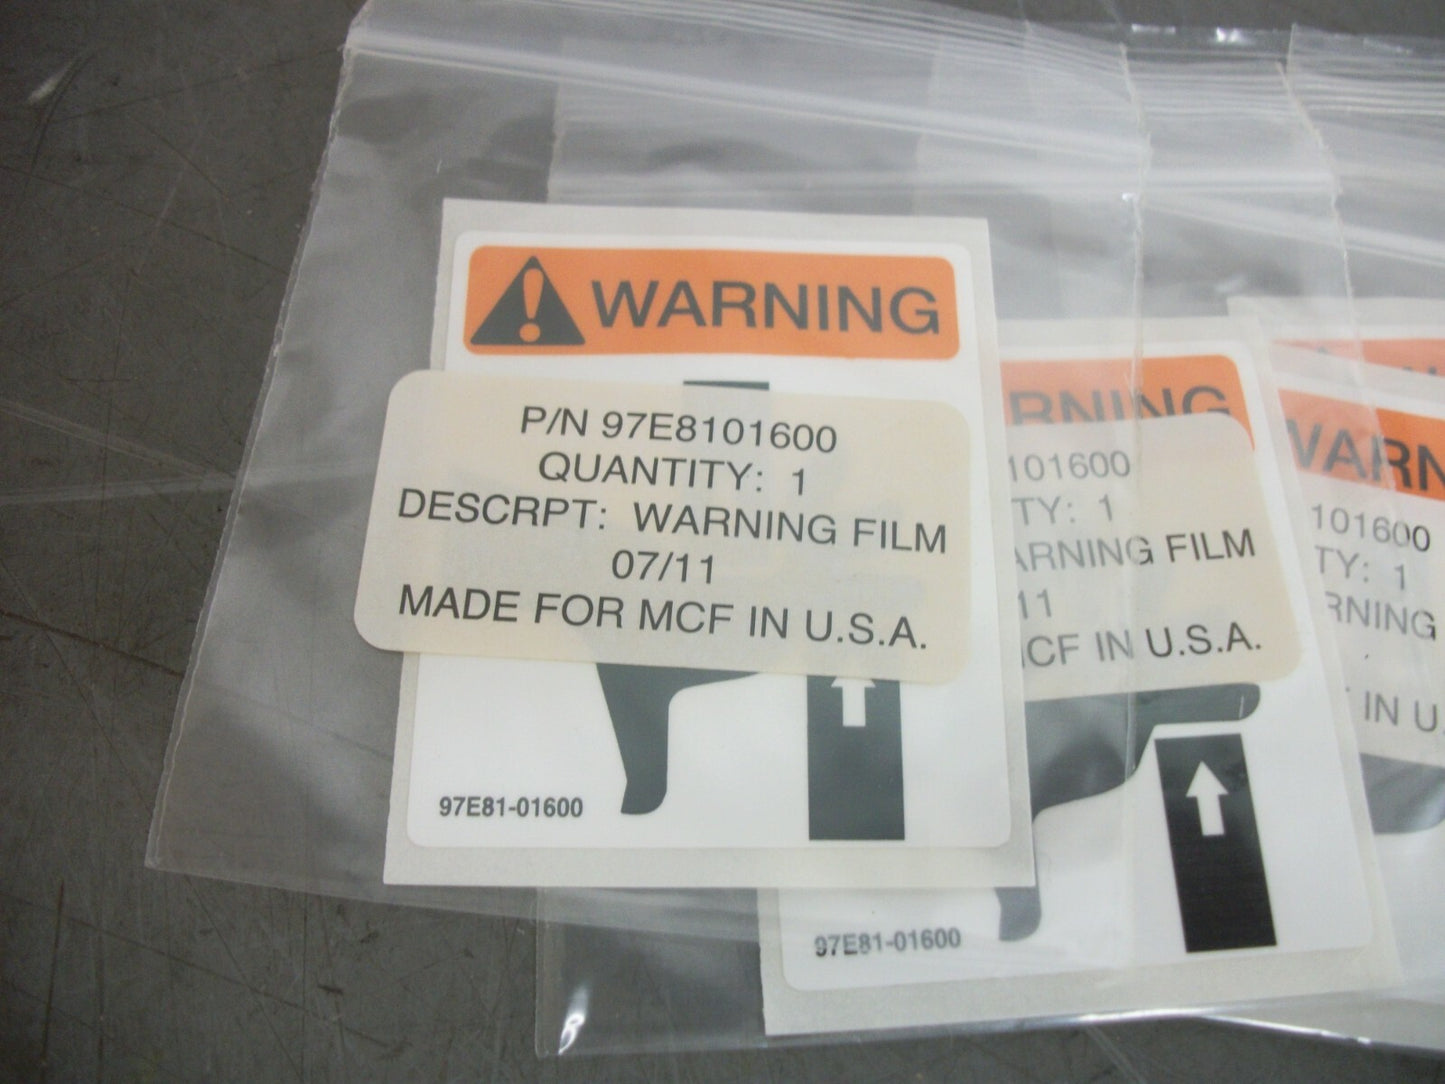 WARNING
P/N 97E8101600
QUANTITY: 1
DESCRPT: WARNING FILM
07/11
MADE FOR MCF IN U.S.A.
97E81-01600
RNING
101600
TY: 1
ARNING FILM
11
MCF IN U.S.A.
97E81-01600
WARN
101600
TY: 1
RNING
IN U.